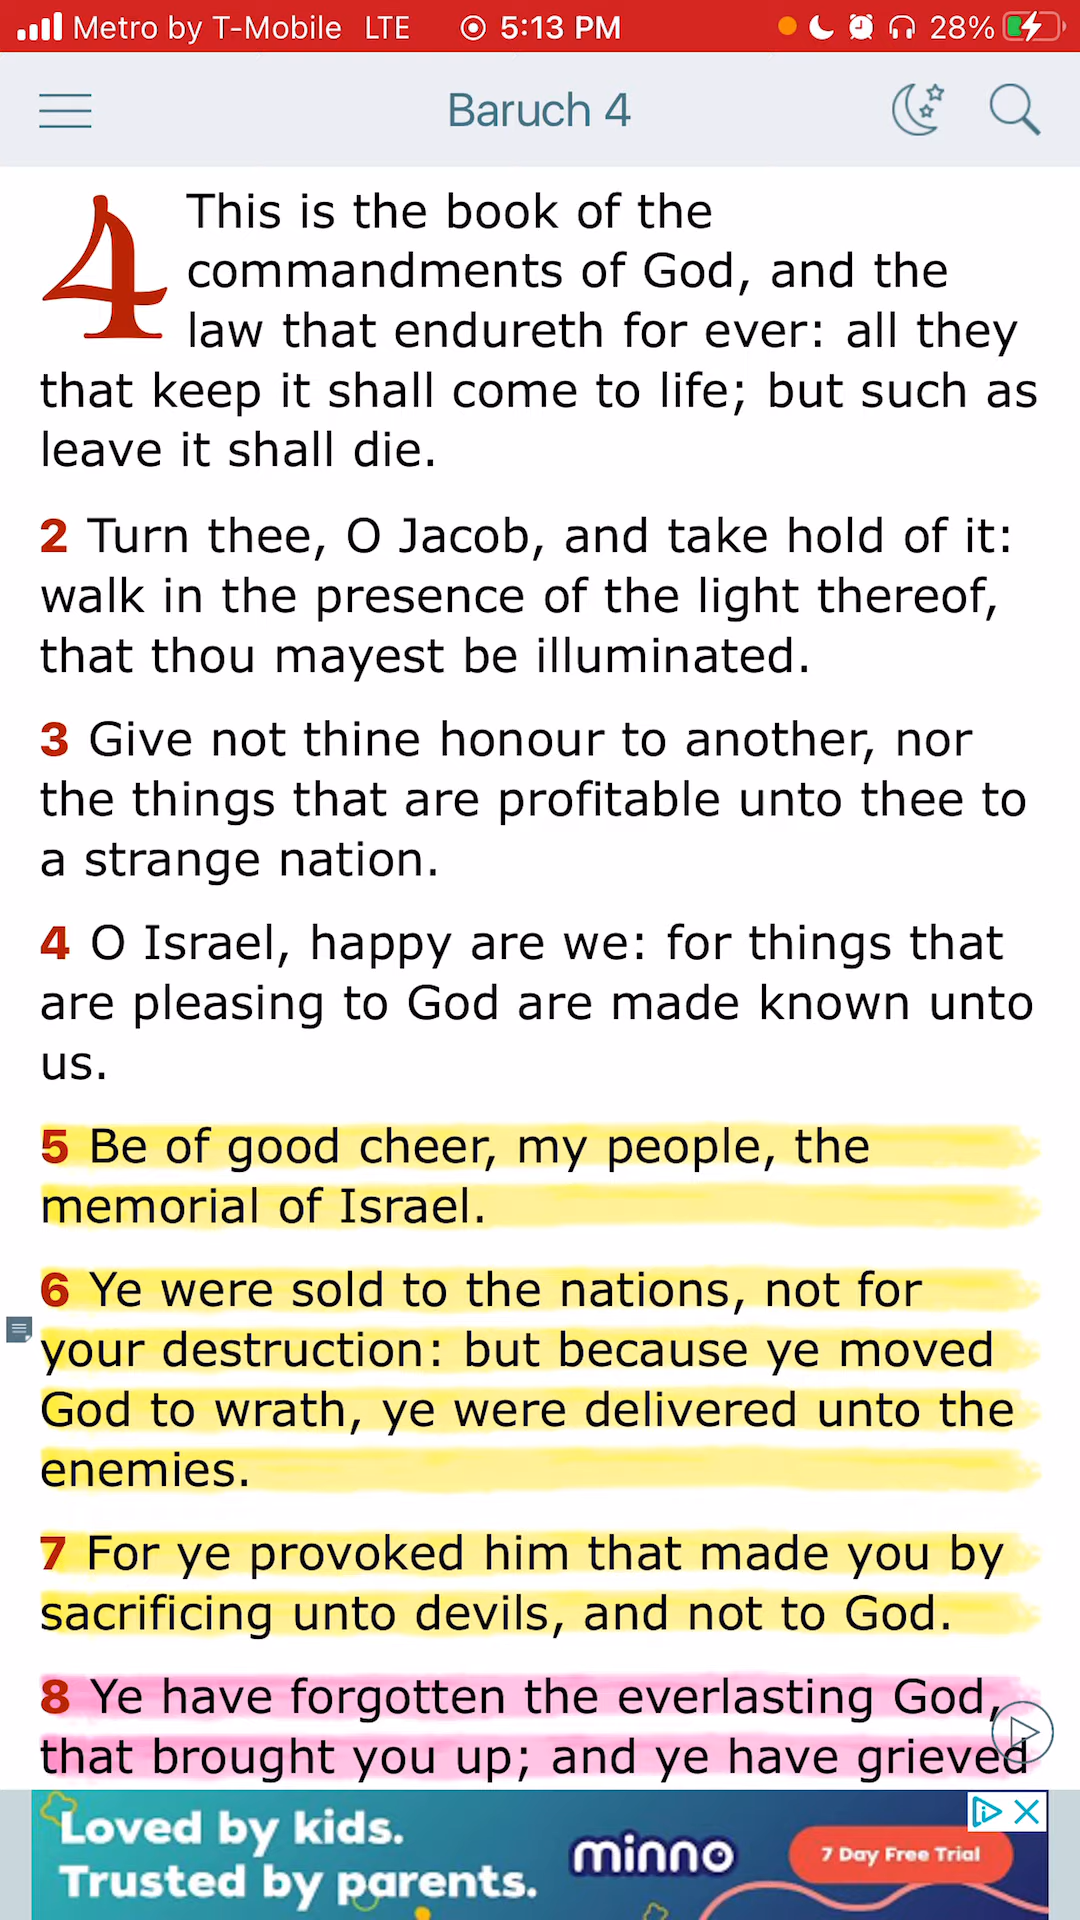 Metro by T-Mobile LTE 5:13 PM 28%
Baruch 4
4 This is the book of the
commandments of God, and the
law that endureth for ever: all they
that keep it shall come to life; but such as
leave it shall die.
2 Turn thee, O Jacob, and take hold of it:
walk in the presence of the light thereof,
that thou mayest be illuminated.
3 Give not thine honour to another, nor
the things that are profitable unto thee to
a strange nation.
4 O Israel, happy are we: for things that
are pleasing to God are made known unto
us.
5 Be of good cheer, my people, the
memorial of Israel.
6 Ye were sold to the nations, not for
your destruction: but because ye moved
God to wrath, ye were delivered unto the
enemies.
7 For ye provoked him that made you by
sacrificing unto devils, and not to God.
8 Ye have forgotten the everlasting God,
that brought you up; and ye have grieved
Loved by kids.
Trusted by parents.
minno
7 Day Free Trial